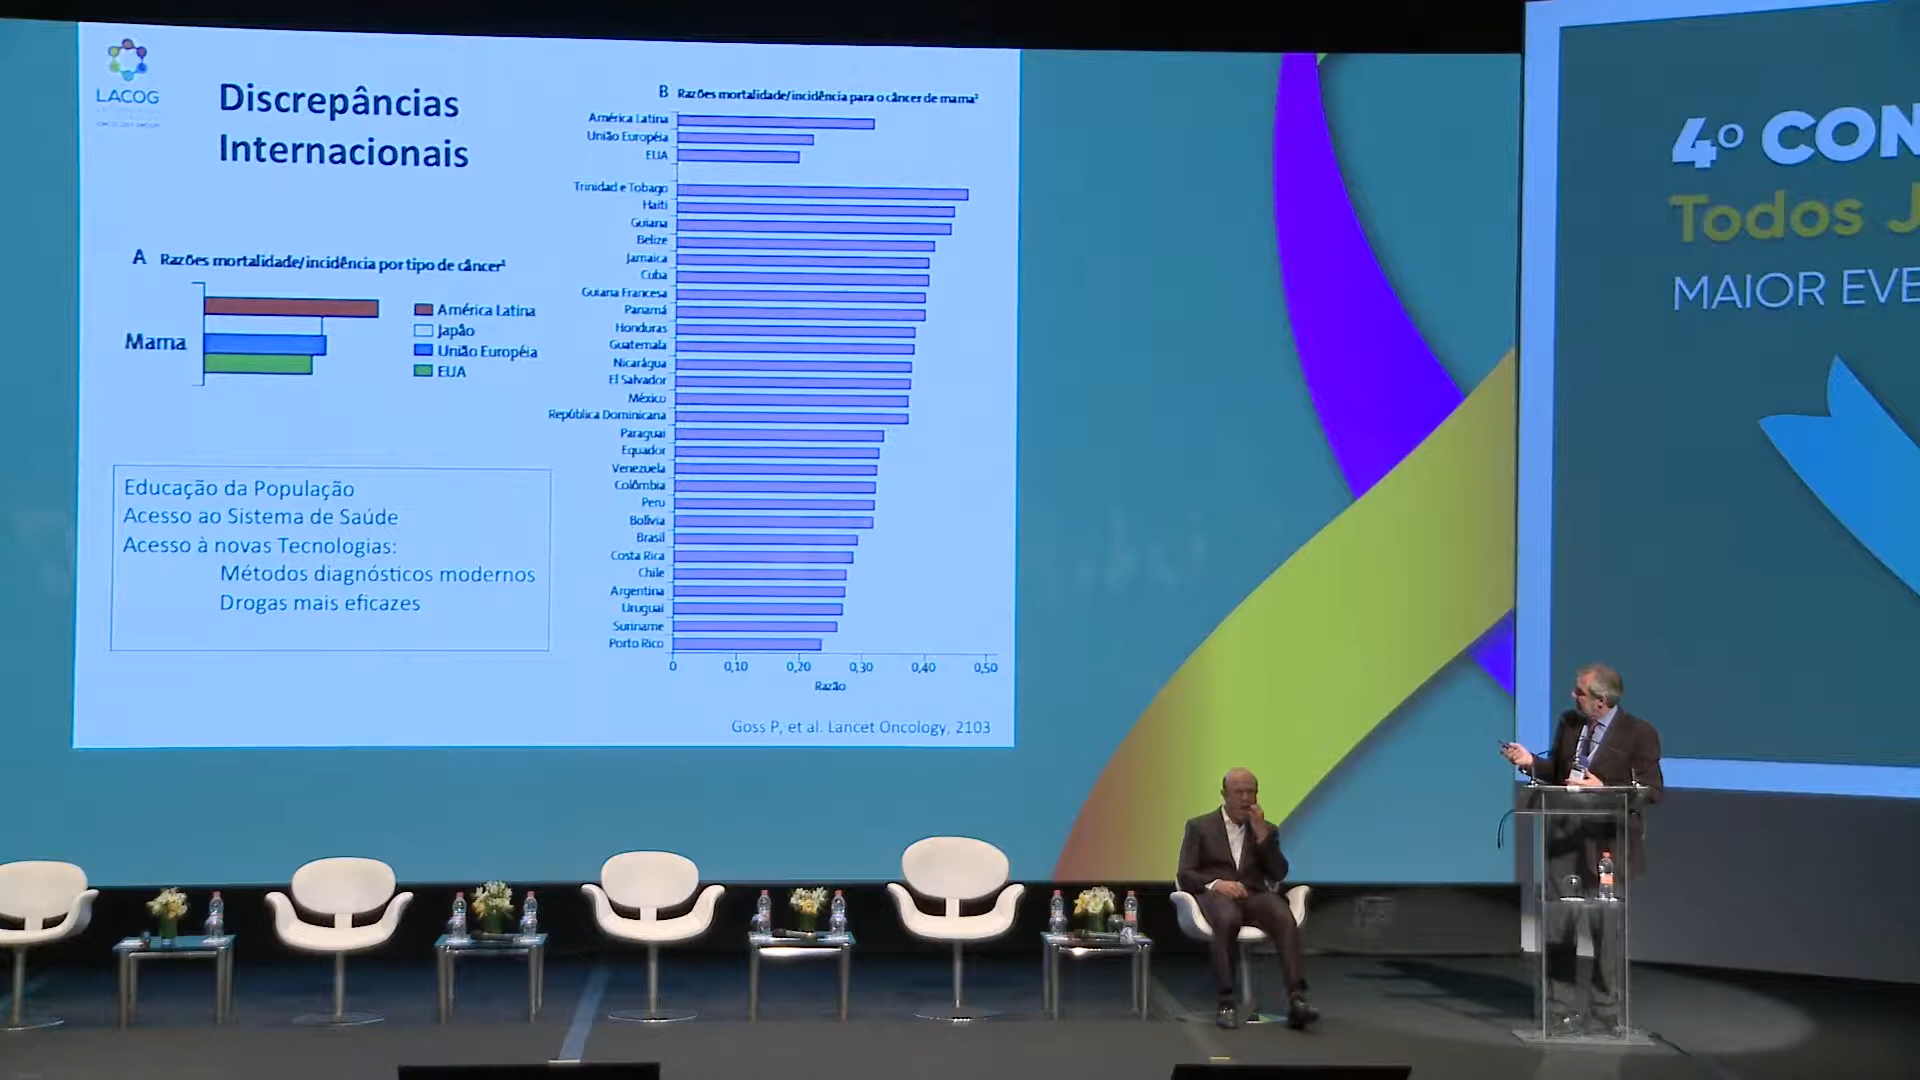 LACOG
Discrepâncias
Internacionais
A Razões mortalidade/incidência por tipo de câncer¹
Mama
América Latina
Japão
União Européia
EUA
Educação da População
Acesso ao Sistema de Saúde
Acesso à novas Tecnologias:
Métodos diagnósticos modernos
Drogas mais eficazes
B Razões mortalidade/incidência para o câncer de mama¹
América Latina
União Européia
EUA
Trinidad e Tobago
Haiti
Guiana
Belize
Jamaica
Cuba
Guiana Francesa
Panamá
Honduras
Guatemala
Nicarágua
El Salvador
México
República Dominicana
Paraguai
Equador
Venezuela
Colômbia
Peru
Bolívia
Brasil
Costa Rica
Chile
Argentina
Uruguai
Suriname
Porto Rico
0 0,10 0,20 0,30 0,40 0,50
Razão
Goss P, et al. Lancet Oncology, 2103
4º CON
Todos J
MAIOR EVE